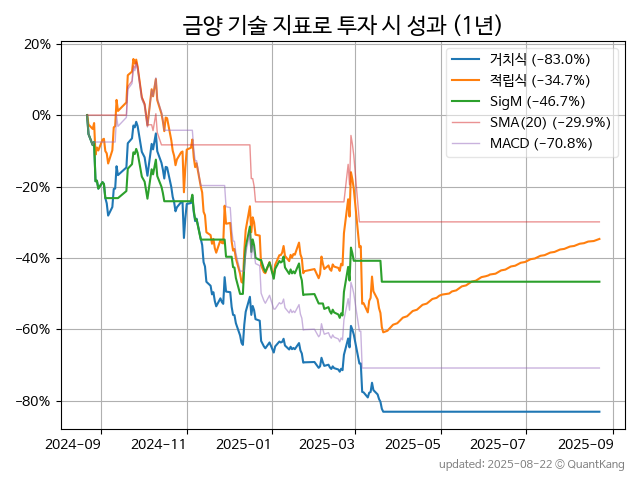 금양 기술 지표로 투자 시 성과 (1년)
20%
0%
−20%
−40%
−60%
−80%
거치식 (−83.0%)
적립식 (−34.7%)
SigM (−46.7%)
SMA(20) (−29.9%)
MACD (−70.8%)
2024−09 2024−11 2025−01 2025−03 2025−05 2025−07 2025−09
updated: 2025-08-22 © QuantKang